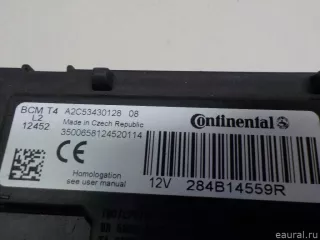 BCM T4 A2C53430128 08
L2 Made in Czech Republic
12452 3500658124520114
Continental
CE
Homologation
see user manual
12V 284B14559R
eaural.ru